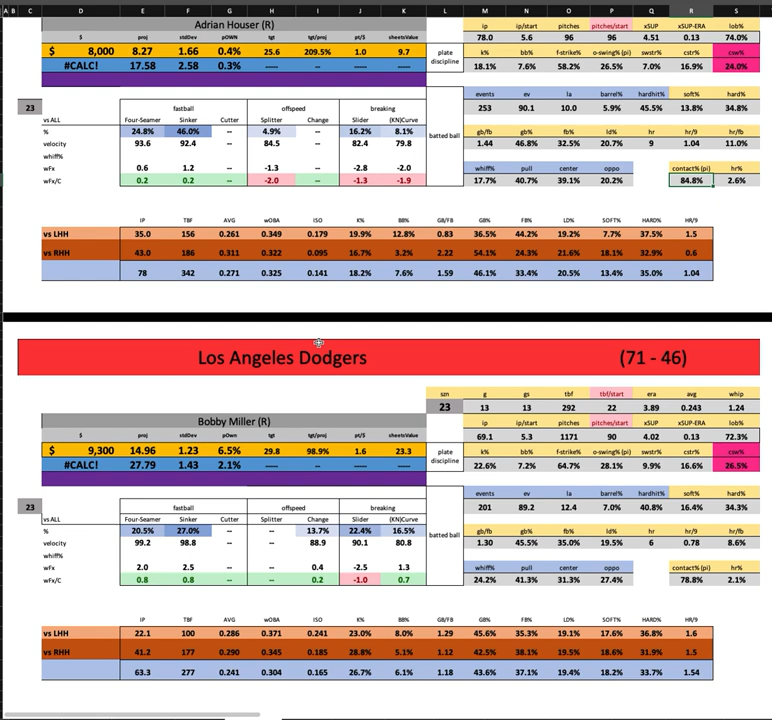 A B C D E F G H I J K L M N O P Q R S T
Adrian Houser (R) ip ip/start pitches pitches/start xSUP xSUP-ERA lob%
$ proj stdDev pOWN tgt tgt/proj pt/$ sheetsValue 78.0 5.6 96 96 4.51 0.13 74.0%
$ 8,000 8.27 1.66 0.4% 25.6 209.5% 1.0 9.7 plate discipline k% bb% f-strike% o-swing% (pi) swstr% cstr% csw%
#CALC! 17.58 2.58 0.3% ---- ---- ---- ---- 18.1% 7.6% 58.2% 26.5% 7.0% 16.9% 24.0%
events ev la barrel% hardhit% soft% hard%
23 fastball offspeed breaking 253 90.1 10.0 5.9% 45.5% 13.8% 34.8%
vs ALL Four-Seamer Sinker Cutter Splitter Change Slider (KN)Curve batted ball
% 24.8% 46.0% -- 4.9% -- 16.2% 8.1% gb/fb gb% fb% ld% hr hr/9 hr/fb
velocity 93.6 92.4 -- 84.5 -- 82.4 79.8 1.44 46.8% 32.5% 20.7% 9 1.04 11.0%
whiff%
wFx 0.6 1.2 -- -1.3 -- -2.8 -2.0 whiff% pull center oppo contact% (pi) hr%
wFx/C 0.2 0.2 -- -2.0 -- -1.3 -1.9 17.7% 40.7% 39.1% 20.2% 84.8% 2.6%
IP TBF AVG wOBA ISO K% BB% GB/FB GB% FB% LD% SOFT% HARD% HR/9
vs LHH 35.0 156 0.261 0.349 0.179 19.9% 12.8% 0.83 36.5% 44.2% 19.2% 7.7% 37.5% 1.5
vs RHH 43.0 186 0.311 0.322 0.095 16.7% 3.2% 2.22 54.1% 24.3% 21.6% 18.1% 32.9% 0.6
78 342 0.271 0.325 0.141 18.2% 7.6% 1.59 46.1% 33.4% 20.5% 13.4% 35.0% 1.04
Los Angeles Dodgers (71 - 46)
szn g gs tbf tbf/start era avg whip
23 13 13 292 22 3.89 0.243 1.24
Bobby Miller (R) ip ip/start pitches pitches/start xSUP xSUP-ERA lob%
$ proj stdDev pOwn tgt tgt/proj pt/$ sheetsValue 69.1 5.3 1171 90 4.02 0.13 72.3%
$ 9,300 14.96 1.23 6.5% 29.8 98.9% 1.6 23.3 plate discipline k% bb% f-strike% o-swing% (pi) swstr% cstr% csw%
#CALC! 27.79 1.43 2.1% ---- -- -- -- 22.6% 7.2% 64.7% 28.1% 9.9% 16.6% 26.5%
events ev la barrel% hardhit% soft% hard%
23 fastball offspeed breaking 201 89.2 12.4 7.0% 40.8% 16.4% 34.3%
vs ALL Four-Seamer Sinker Cutter Splitter Change Slider (KN)Curve batted ball
% 20.5% 27.0% -- -- 13.7% 22.4% 16.5% gb/fb gb% fb% ld% hr hr/9 hr/fb
velocity 99.2 98.8 -- -- 88.9 90.1 80.8 1.30 45.5% 35.0% 19.5% 6 0.78 8.6%
whiff%
wFx 2.0 2.5 -- -- 0.4 -2.5 1.3 whiff% pull center oppo contact% (pi) hr%
wFx/C 0.8 0.8 -- -- 0.2 -1.0 0.7 24.2% 41.3% 31.3% 27.4% 78.8% 2.1%
IP TBF AVG wOBA ISO K% BB% GB/FB GB% FB% LD% SOFT% HARD% HR/9
vs LHH 22.1 100 0.286 0.371 0.241 23.0% 8.0% 1.29 45.6% 35.3% 19.1% 17.6% 36.8% 1.6
vs RHH 41.2 177 0.290 0.345 0.185 28.8% 5.1% 1.12 42.5% 38.1% 19.5% 18.6% 31.9% 1.5
63.3 277 0.241 0.304 0.165 26.7% 6.1% 1.18 43.6% 37.1% 19.4% 18.2% 33.7% 1.54